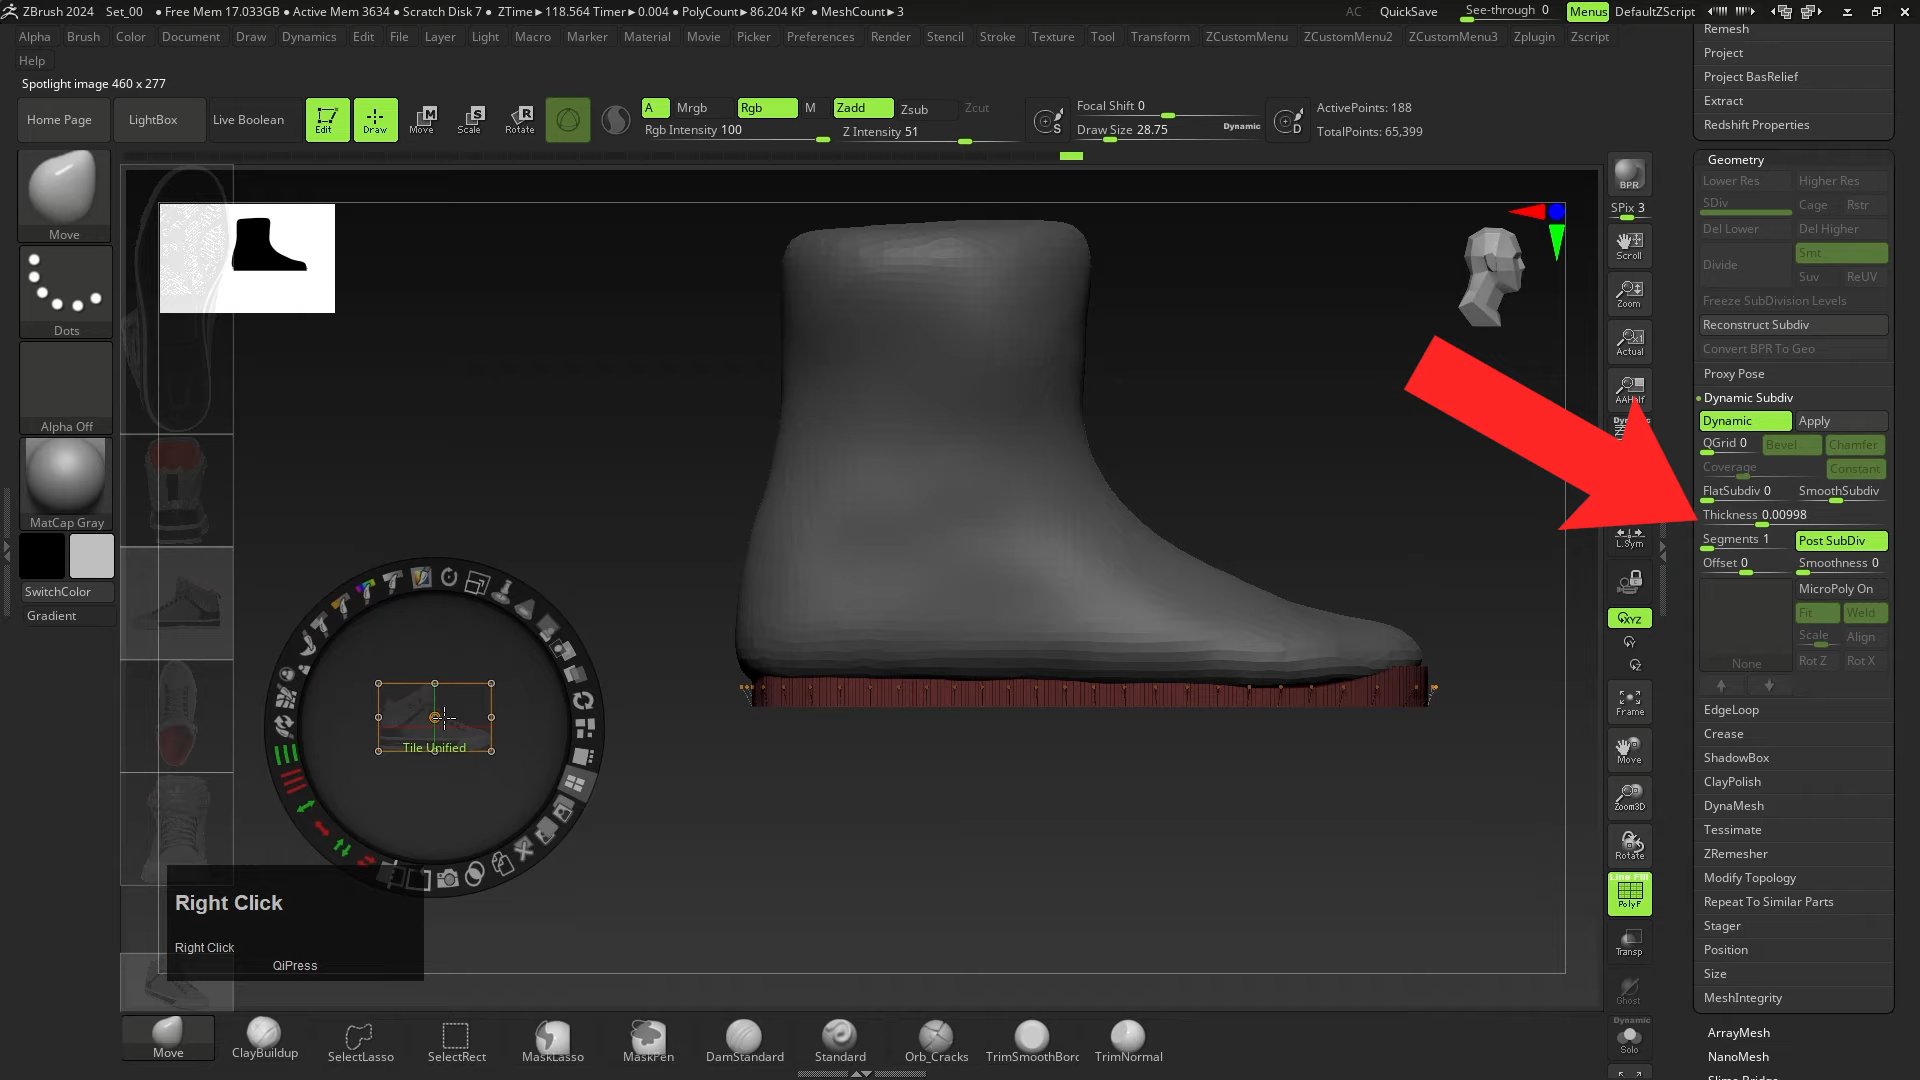 ZBrush 2024 Set_00 ● Free Mem 17.033GB ● Active Mem 3634 ● Scratch Disk 7 ● ZTime►118.564 Timer►0.004 ● PolyCount►86.204 KP ● MeshCount►3 AC QuickSave See-through 0 Menus DefaultZScript
Alpha Brush Color Document Draw Dynamics Edit File Layer Light Macro Marker Material Movie Picker Preferences Render Stencil Stroke Texture Tool Transform ZCustomMenu ZCustomMenu2 ZCustomMenu3 Zplugin Zscript
Help
Spotlight image 460 x 277
Home Page LightBox Live Boolean Edit Draw Move Scale Rotate
A Mrgb Rgb M Zadd Zsub Zcut
Rgb Intensity 100 Z Intensity 51
Focal Shift 0
Draw Size 28.75 Dynamic
S D
ActivePoints: 188
TotalPoints: 65,399
Move
Dots
Alpha Off
MatCap Gray
SwitchColor
Gradient
Tile Unified
Right Click
Right Click
QiPress
Move ClayBuildup SelectLasso SelectRect MaskLasso MaskPen DamStandard Standard Orb_Cracks TrimSmoothBorc TrimNormal
BPR
SPix 3
Scroll
Zoom
Actual
AAHalf
L.Sym
XYZ
Frame
Move
Zoom3D
Rotate
Line Fill
PolyF
Transp
Ghost
Dynamic
Solo
Remesh
Project
Project BasRelief
Extract
Redshift Properties
Geometry
Lower Res Higher Res
SDiv Cage Rstr
Del Lower Del Higher
Divide Smt
Suv ReUV
Freeze SubDivision Levels
Reconstruct Subdiv
Convert BPR To Geo
Proxy Pose
Dynamic Subdiv
Dynamic Apply
QGrid 0 Bevel Chamfer
Coverage Constant
FlatSubdiv 0 SmoothSubdiv
Thickness 0.00998
Segments 1 Post SubDiv
Offset 0 Smoothness 0
MicroPoly On
Fit Weld
Scale Align
None Rot Z Rot X
EdgeLoop
Crease
ShadowBox
ClayPolish
DynaMesh
Tessimate
ZRemesher
Modify Topology
Repeat To Similar Parts
Stager
Position
Size
MeshIntegrity
ArrayMesh
NanoMesh